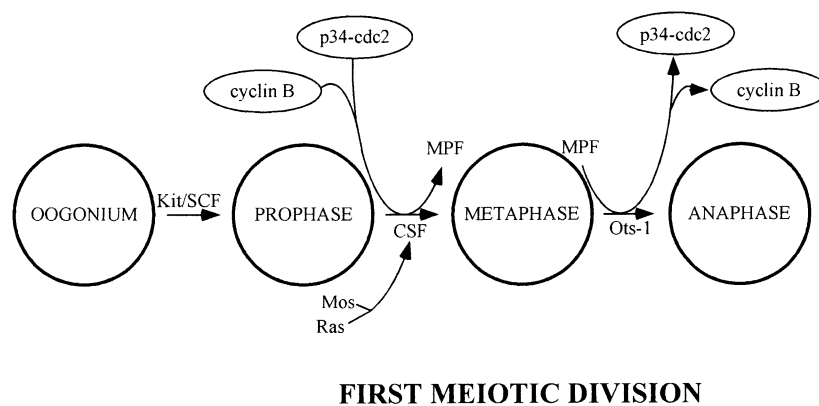 p34-cdc2
p34-cdc2
cyclin B
cyclin B
MPF
MPF
OOGONIUM
Kit/SCF
PROPHASE
CSF
METAPHASE
Ots-1
ANAPHASE
Mos
Ras
FIRST MEIOTIC DIVISION